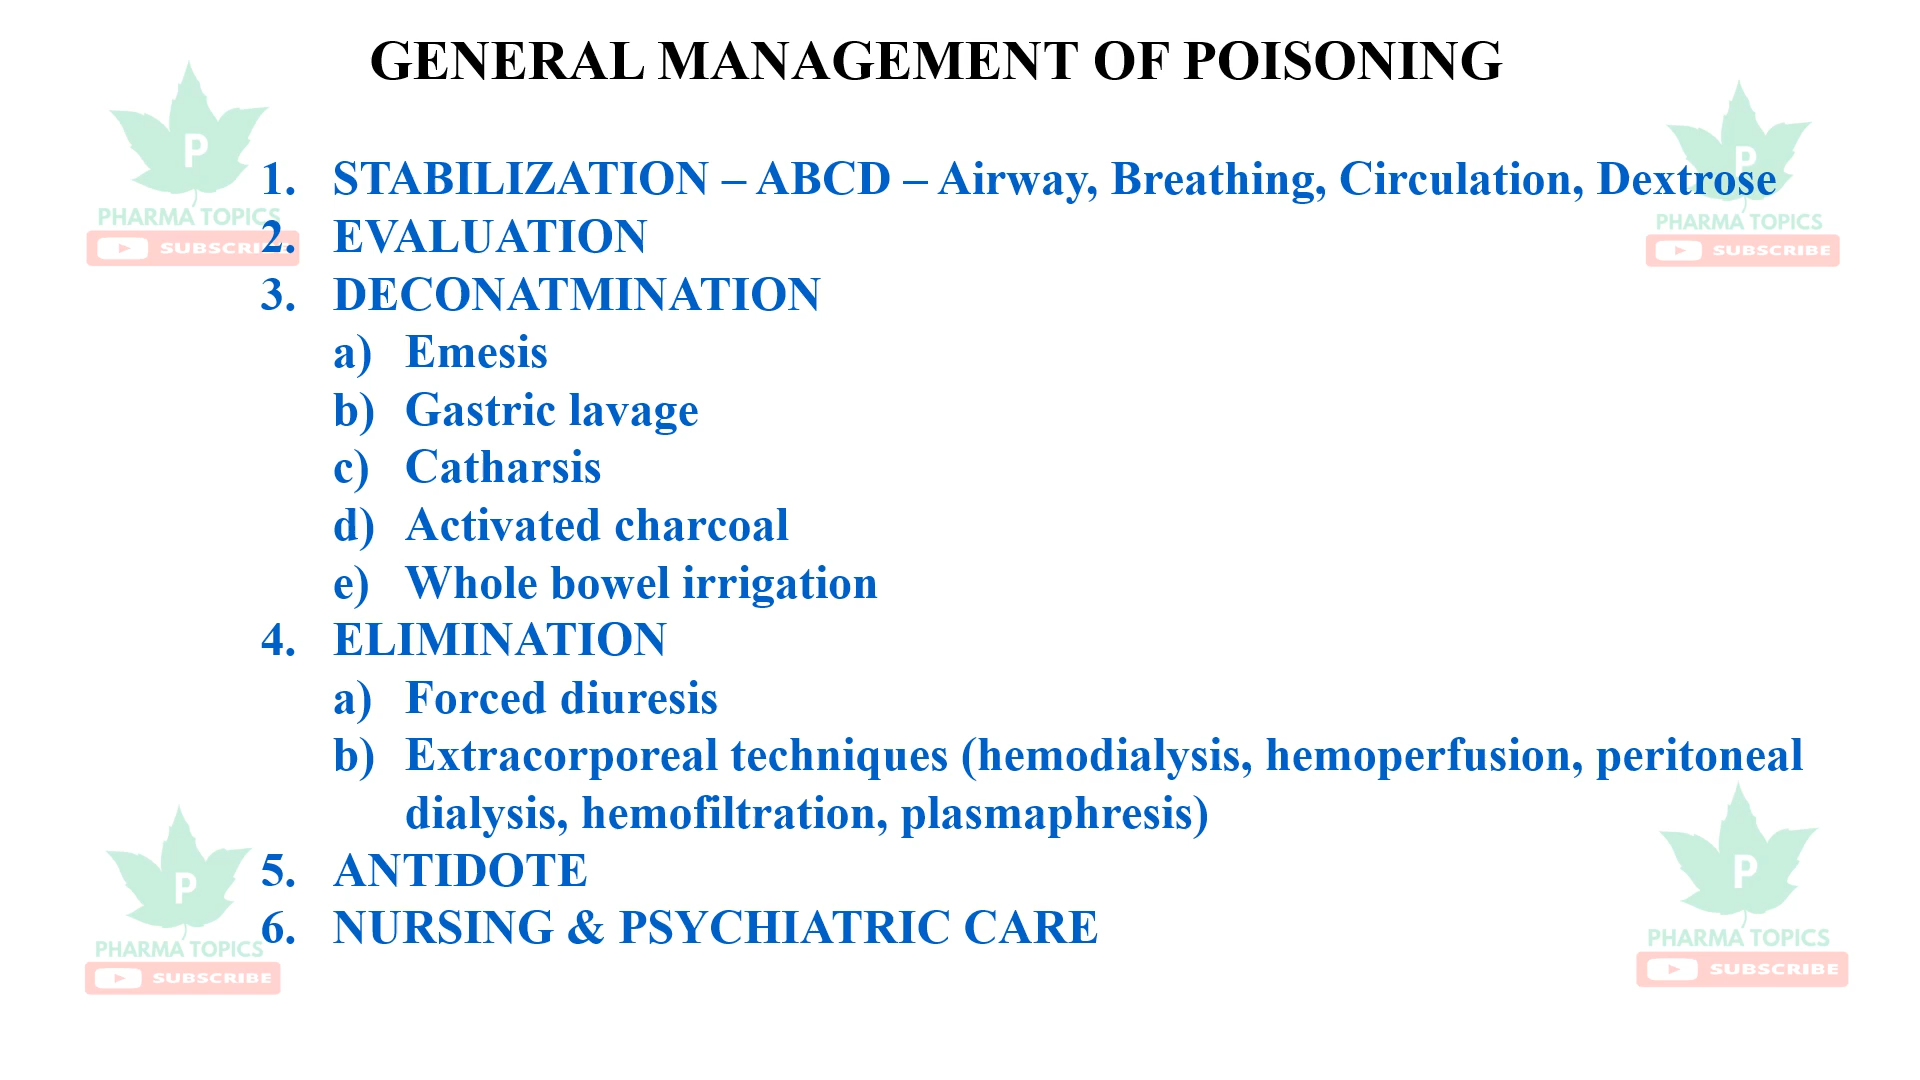 GENERAL MANAGEMENT OF POISONING
1. STABILIZATION – ABCD – Airway, Breathing, Circulation, Dextrose
2. EVALUATION
3. DECONATMINATION
a) Emesis
b) Gastric lavage
c) Catharsis
d) Activated charcoal
e) Whole bowel irrigation
4. ELIMINATION
a) Forced diuresis
b) Extracorporeal techniques (hemodialysis, hemoperfusion, peritoneal
dialysis, hemofiltration, plasmaphresis)
5. ANTIDOTE
6. NURSING & PSYCHIATRIC CARE
P
PHARMA TOPICS
SUBSCRIBE
P
PHARMA TOPICS
SUBSCRIBE
P
PHARMA TOPICS
SUBSCRIBE
P
PHARMA TOPICS
SUBSCRIBE